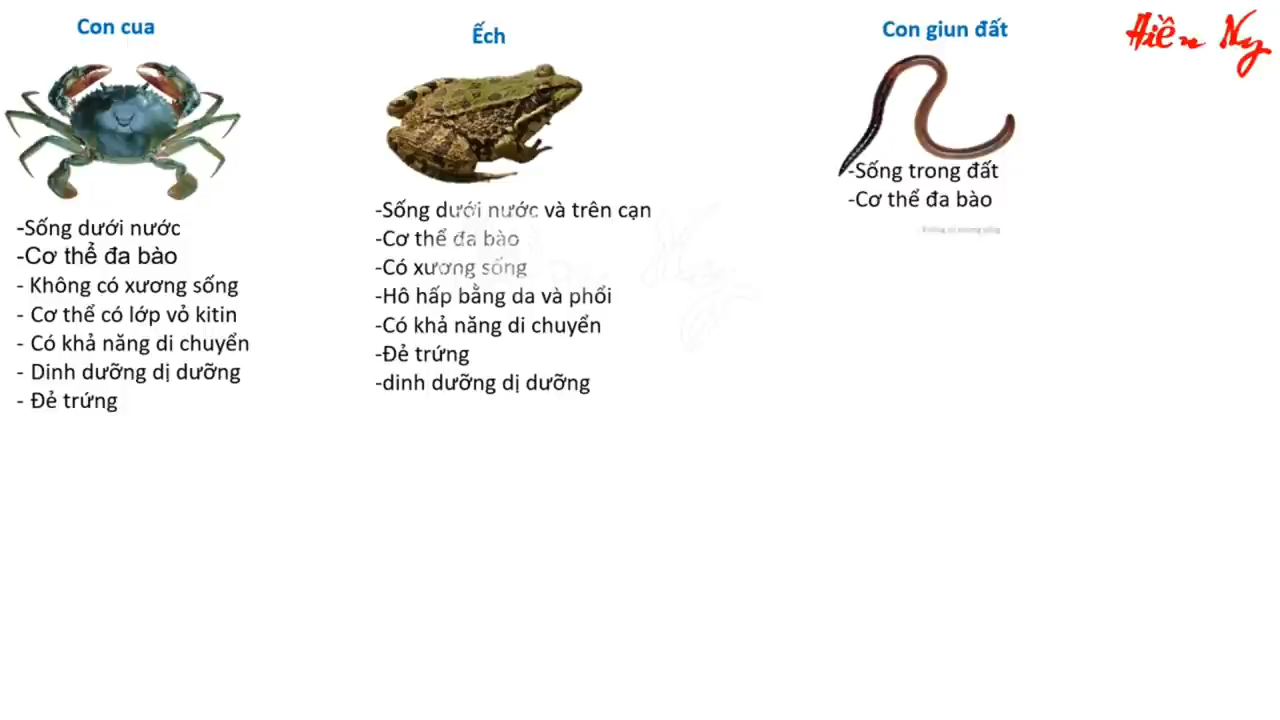 Con cua
-Sống dưới nước
-Cơ thể đa bào
- Không có xương sống
- Cơ thể có lớp vỏ kitin
- Có khả năng di chuyển
- Dinh dưỡng dị dưỡng
- Đẻ trứng
Ếch
-Sống dưới nước và trên cạn
-Cơ thể đa bào
-Có xương sống
-Hô hấp bằng da và phổi
-Có khả năng di chuyển
-Đẻ trứng
-dinh dưỡng dị dưỡng
Con giun đất
-Sống trong đất
-Cơ thể đa bào
Hiền Ny